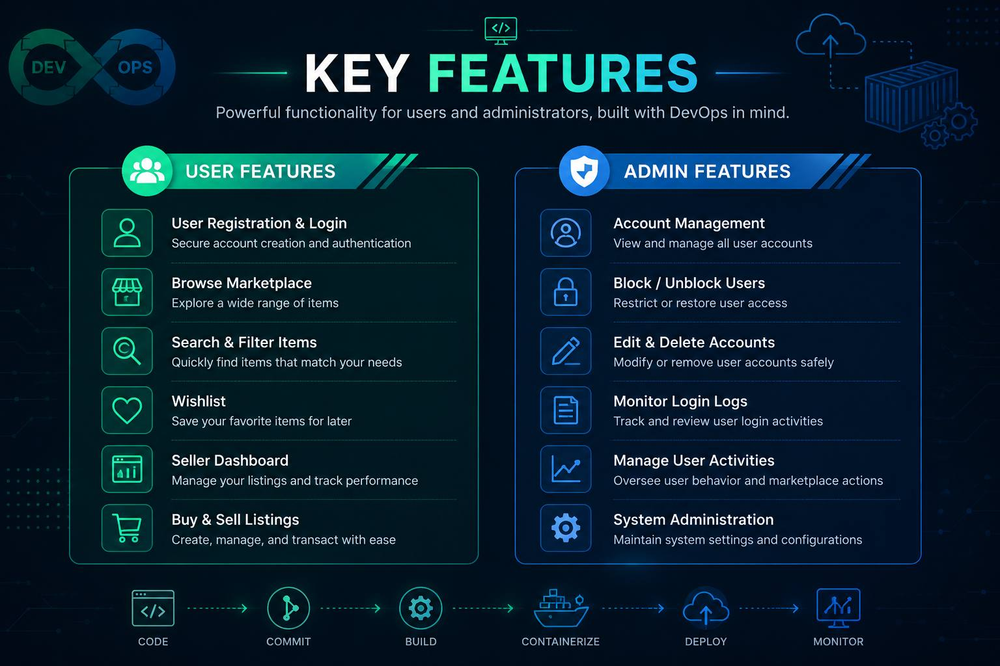 DEV OPS
</>
KEY FEATURES
Powerful functionality for users and administrators, built with DevOps in mind.
USER FEATURES
User Registration & Login
Secure account creation and authentication
Browse Marketplace
Explore a wide range of items
Search & Filter Items
Quickly find items that match your needs
Wishlist
Save your favorite items for later
Seller Dashboard
Manage your listings and track performance
Buy & Sell Listings
Create, manage, and transact with ease
ADMIN FEATURES
Account Management
View and manage all user accounts
Block / Unblock Users
Restrict or restore user access
Edit & Delete Accounts
Modify or remove user accounts safely
Monitor Login Logs
Track and review user login activities
Manage User Activities
Oversee user behavior and marketplace actions
System Administration
Maintain system settings and configurations
</>
CODE
COMMIT
BUILD
CONTAINERIZE
DEPLOY
MONITOR